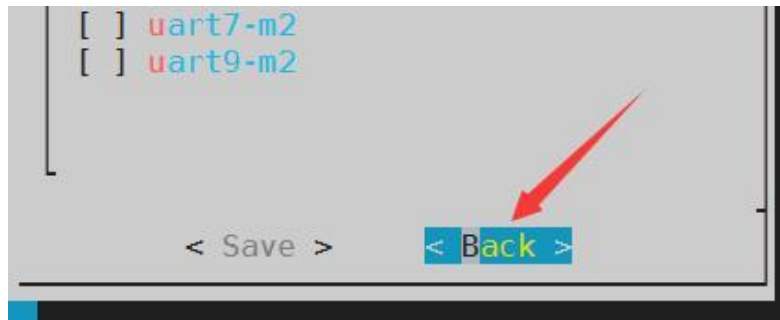 [ ] uart7-m2
[ ] uart9-m2
< Save > < Back >